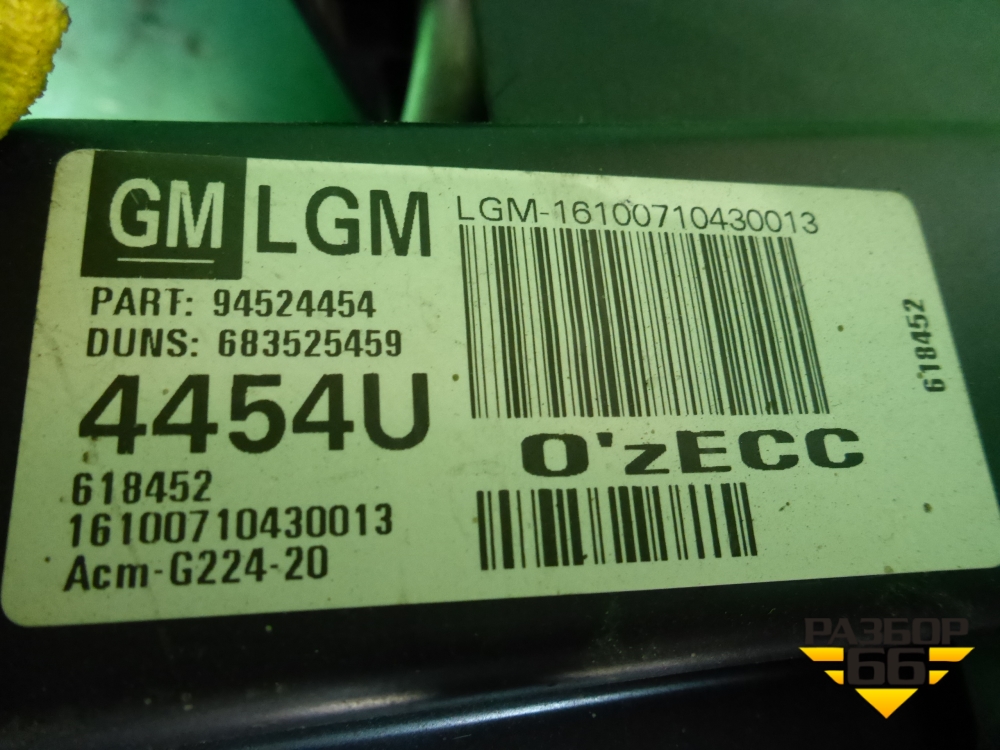 GM LGM
LGM-16100710430013
PART: 94524454
DUNS: 683525459
4454U
618452
O'zECC
618452
16100710430013
Acm-G224-20
РАЗБОР
66